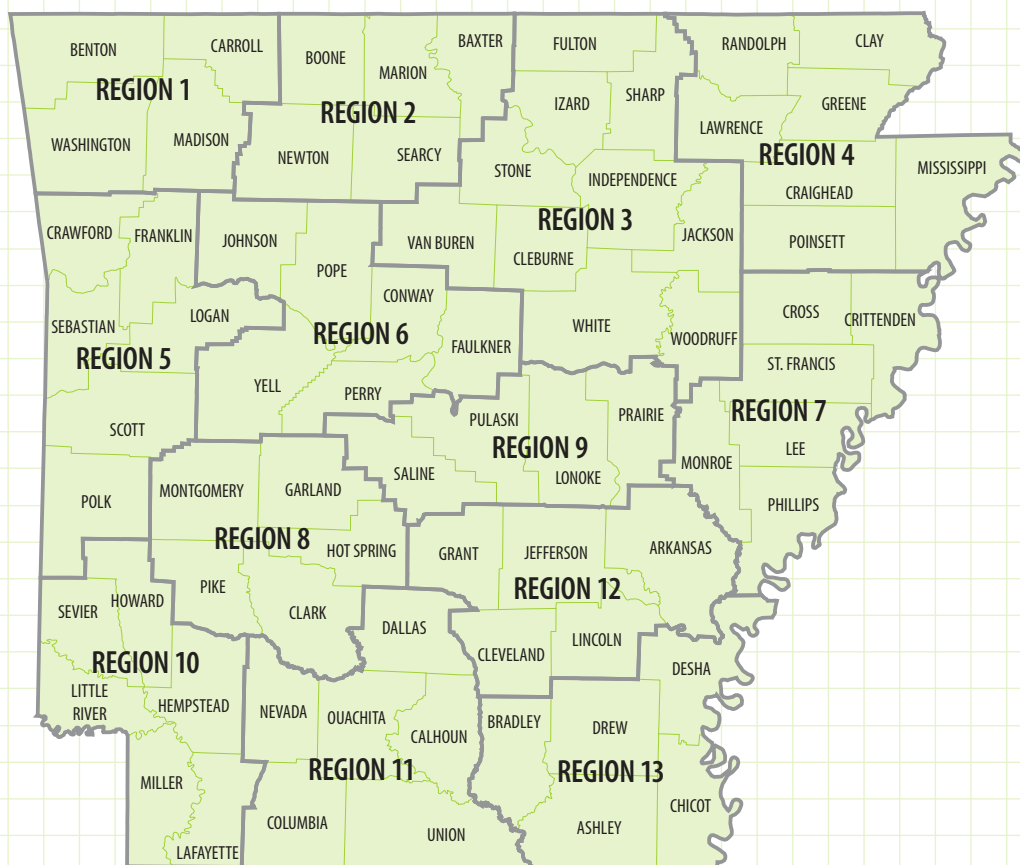 BENTON
CARROLL
REGION 1
WASHINGTON
MADISON
BOONE
MARION
BAXTER
REGION 2
NEWTON
SEARCY
FULTON
IZARD
SHARP
STONE
INDEPENDENCE
REGION 3
VAN BUREN
CLEBURNE
JACKSON
WHITE
WOODRUFF
RANDOLPH
CLAY
GREENE
LAWRENCE
REGION 4
MISSISSIPPI
CRAIGHEAD
POINSETT
CRAWFORD
FRANKLIN
LOGAN
SEBASTIAN
REGION 5
SCOTT
POLK
JOHNSON
POPE
CONWAY
REGION 6
FAULKNER
YELL
PERRY
CROSS
CRITTENDEN
ST. FRANCIS
REGION 7
LEE
MONROE
PHILLIPS
MONTGOMERY
GARLAND
REGION 8
HOT SPRING
PIKE
CLARK
PULASKI
PRAIRIE
REGION 9
SALINE
LONOKE
SEVIER
HOWARD
REGION 10
LITTLE
RIVER
HEMPSTEAD
MILLER
LAFAYETTE
DALLAS
NEVADA
OUACHITA
CALHOUN
REGION 11
COLUMBIA
UNION
GRANT
JEFFERSON
ARKANSAS
REGION 12
CLEVELAND
LINCOLN
DESHA
BRADLEY
DREW
REGION 13
CHICOT
ASHLEY